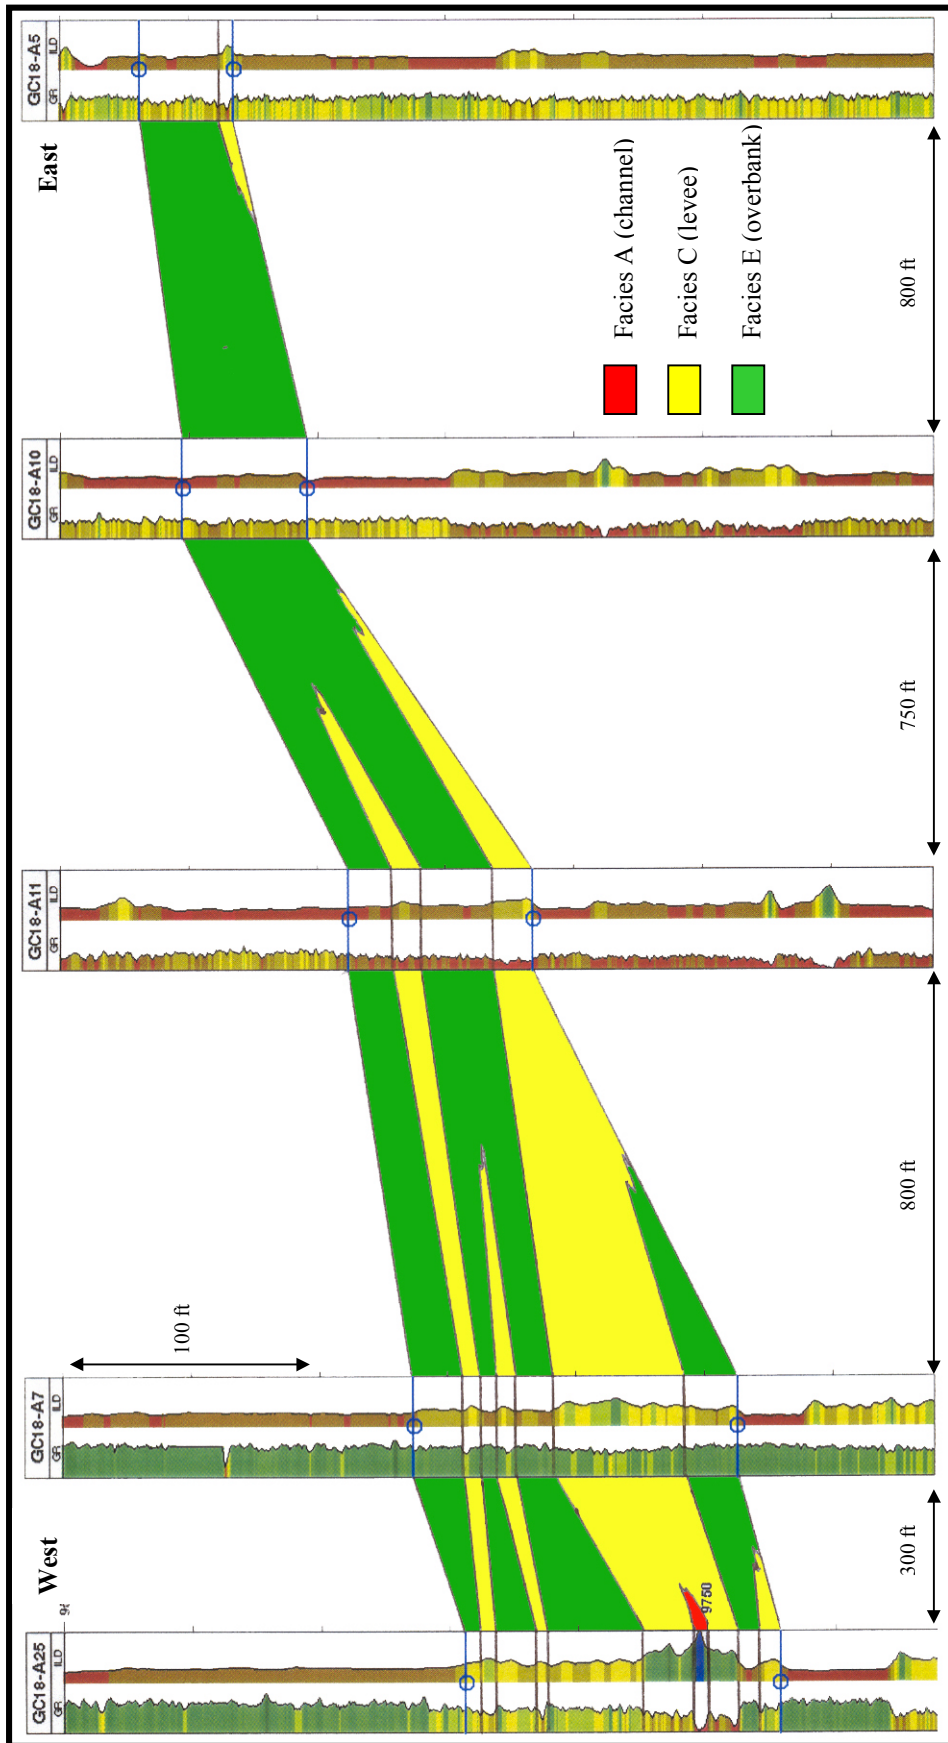 West
East
GC18-A25
GR ILD
GC18-A7
GR ILD
GC18-A11
GR ILD
GC18-A10
GR ILD
GC18-A5
GR ILD
100 ft
9750
Facies A (channel)
Facies C (levee)
Facies E (overbank)
300 ft
800 ft
750 ft
800 ft